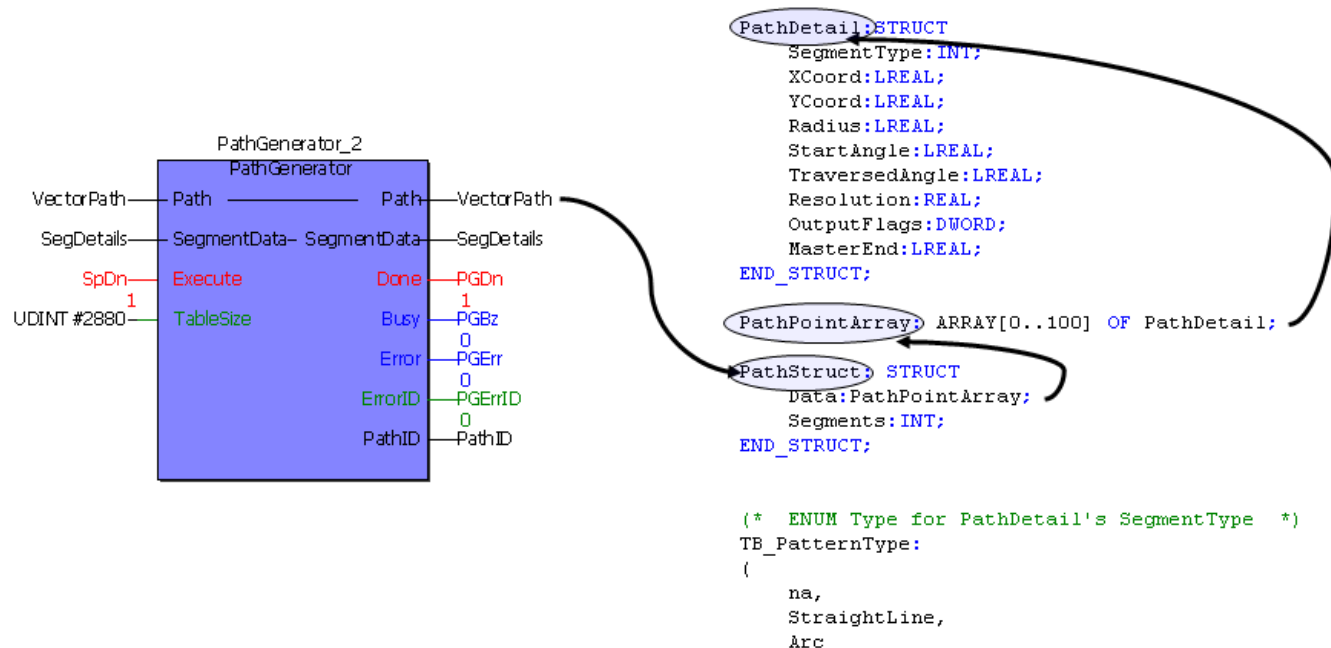 PathGenerator_2
PathGenerator
VectorPath Path Path VectorPath
SegDetails SegmentData SegmentData SegDetails
SpDn Execute Done PGDn
1 1
UDINT #2880 TableSize Busy PGBz
0
Error PGErr
0
ErrorID PGErrID
0
PathID PathID
PathDetail:STRUCT
SegmentType:INT;
XCoord:LREAL;
YCoord:LREAL;
Radius:LREAL;
StartAngle:LREAL;
TraversedAngle:LREAL;
Resolution:REAL;
OutputFlags:DWORD;
MasterEnd:LREAL;
END_STRUCT;
PathPointArray: ARRAY[0..100] OF PathDetail;
PathStruct: STRUCT
Data:PathPointArray;
Segments:INT;
END_STRUCT;
(* ENUM Type for PathDetail's SegmentType *)
TB_PatternType:
(
na,
StraightLine,
Arc